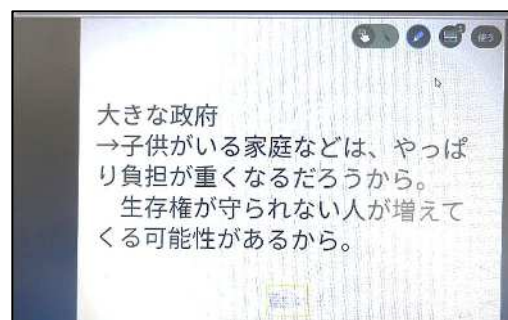 使う
大きな政府
→子供がいる家庭などは、やっぱ
り負担が重くなるだろうから。
　生存権が守られない人が増えて
くる可能性があるから。